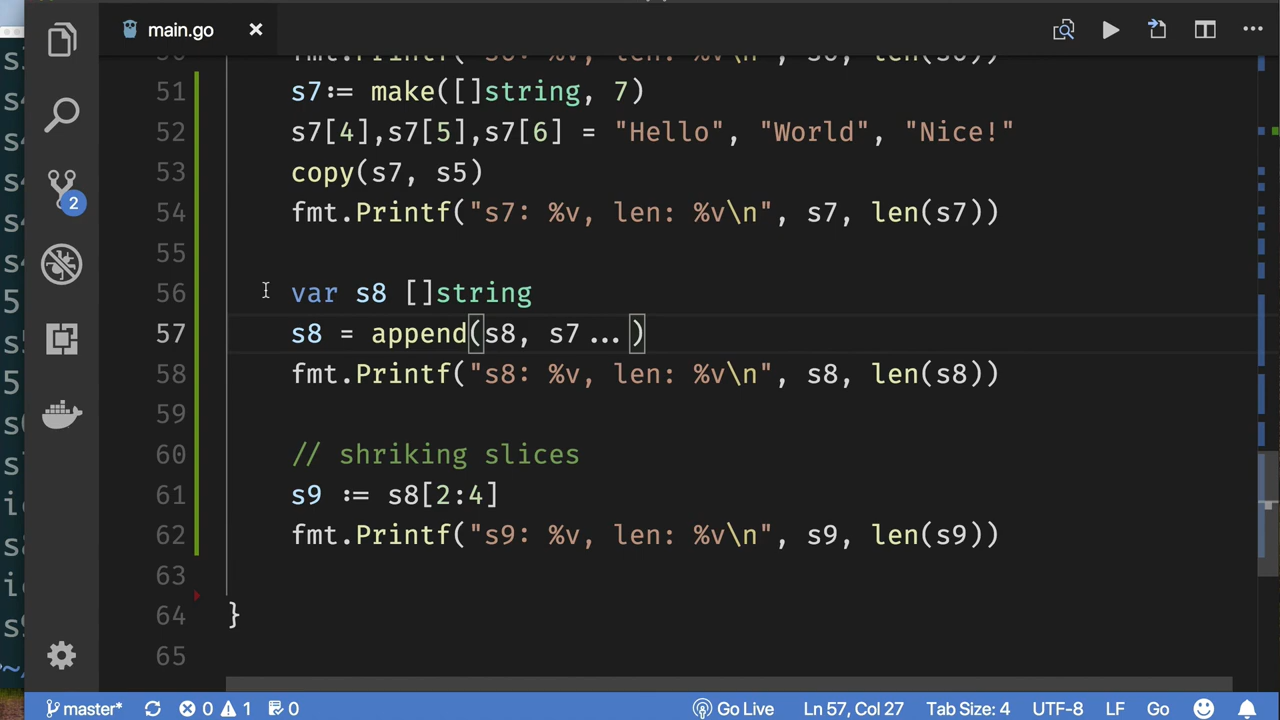 main.go
51 s7:= make([]string, 7)
52 s7[4],s7[5],s7[6] = "Hello", "World", "Nice!"
53 copy(s7, s5)
54 fmt.Printf("s7: %v, len: %v\n", s7, len(s7))
55
56 var s8 []string
57 s8 = append(s8, s7...)
58 fmt.Printf("s8: %v, len: %v\n", s8, len(s8))
59
60 // shriking slices
61 s9 := s8[2:4]
62 fmt.Printf("s9: %v, len: %v\n", s9, len(s9))
63
64 }
65
2
master* 0 1 0 Go Live Ln 57, Col 27 Tab Size: 4 UTF-8 LF Go